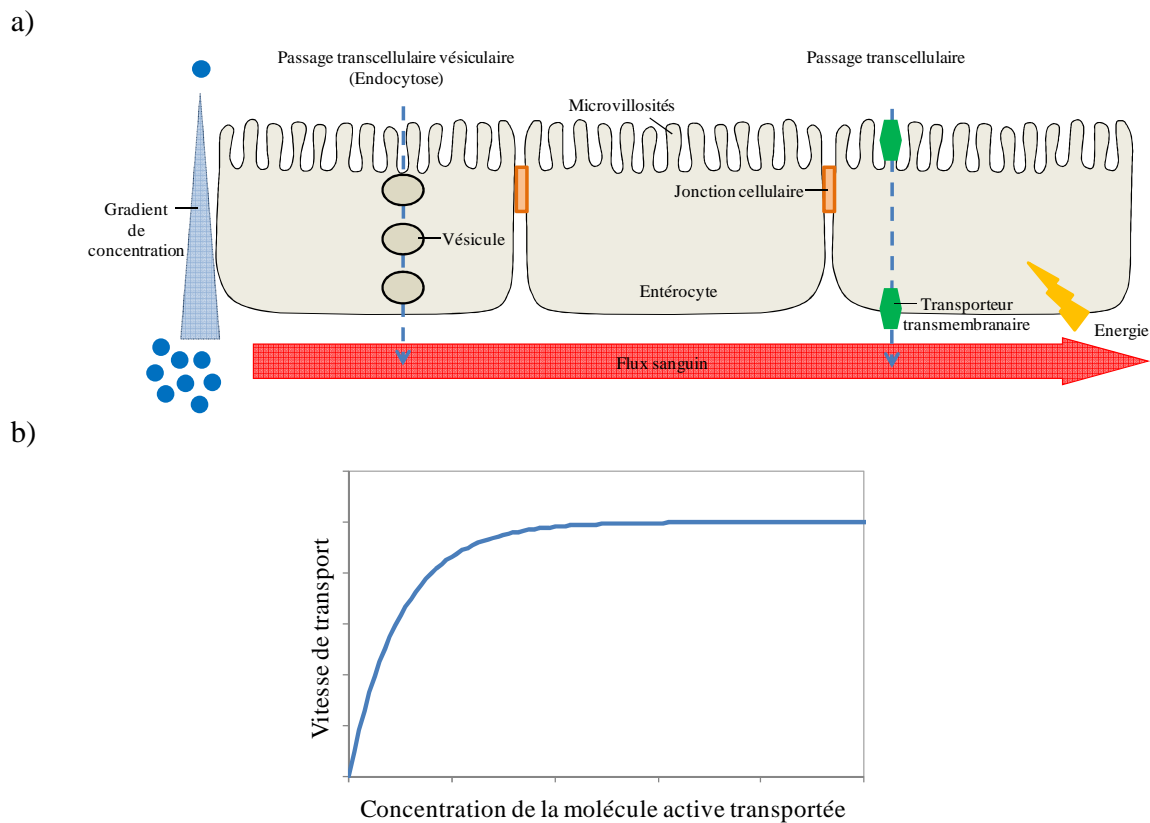 a)
Passage transcellulaire vésiculaire
(Endocytose)
Passage transcellulaire
Microvillosités
Jonction cellulaire
Gradient
de
concentration
Vésicule
Entérocyte
Transporteur
transmembranaire
Energie
Flux sanguin
b)
Vitesse de transport
Concentration de la molécule active transportée